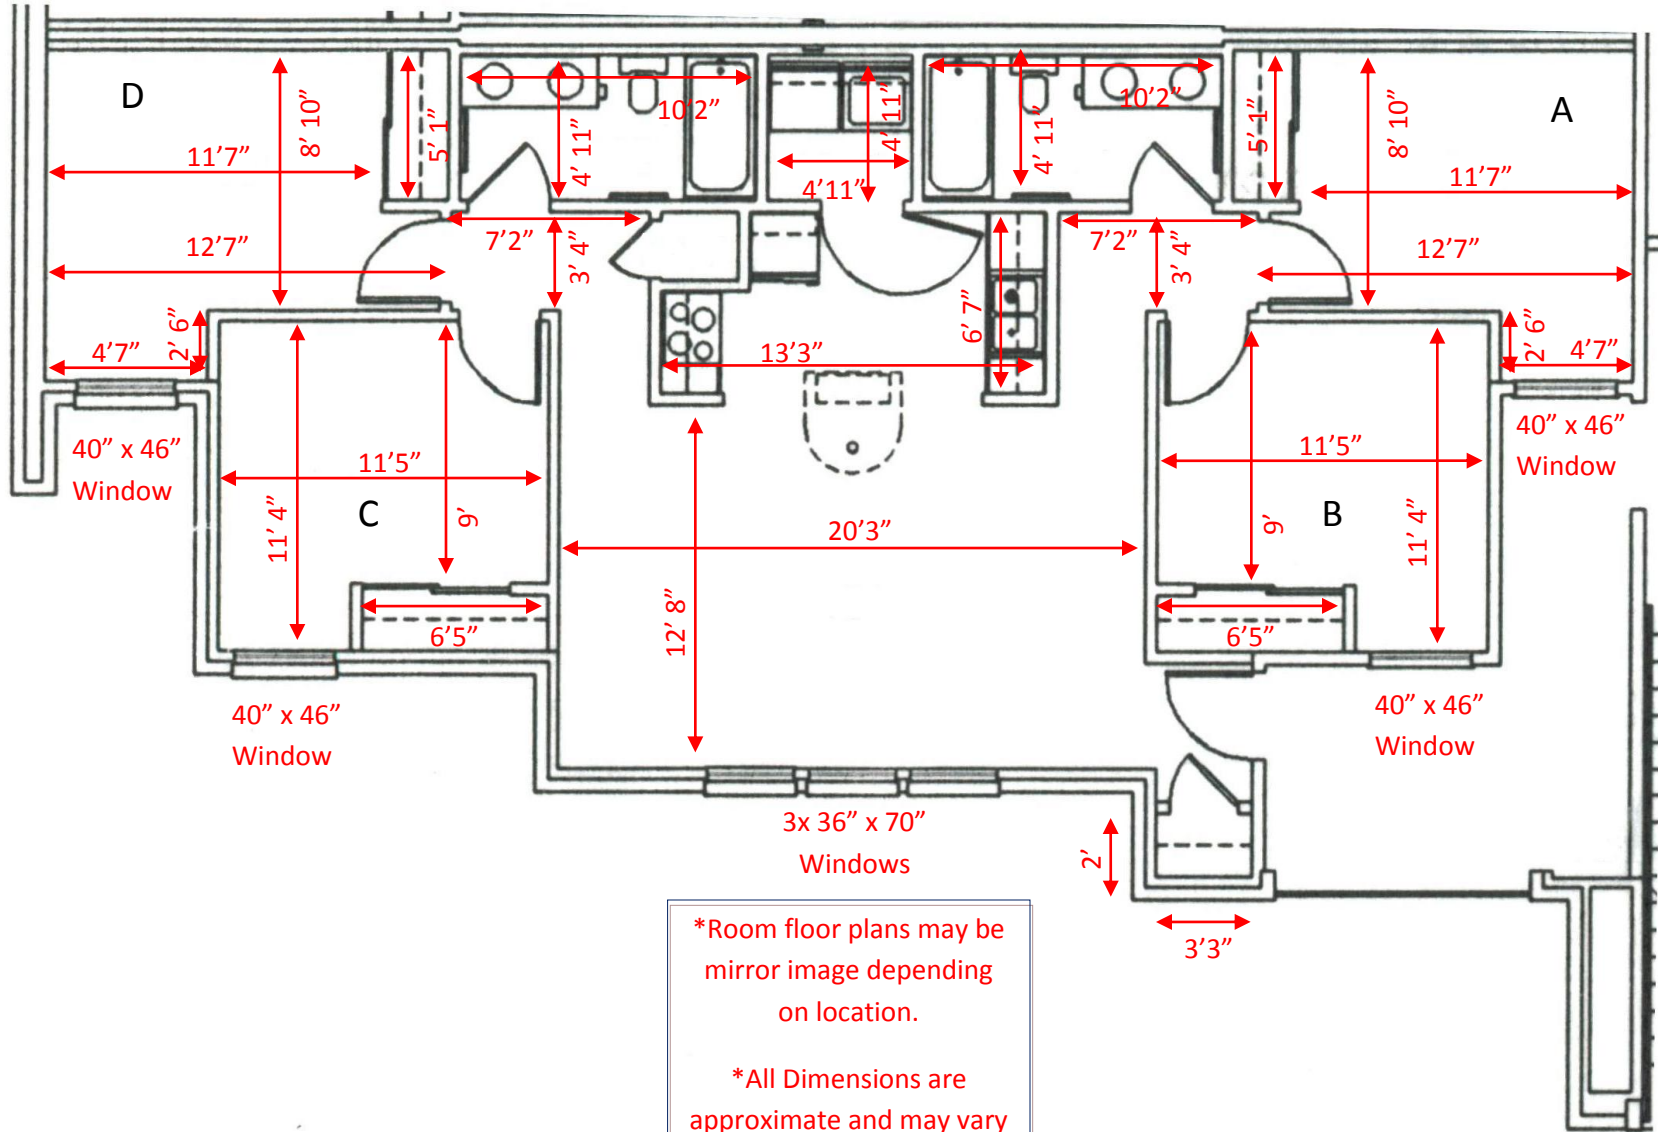 D
A
8' 10"
5' 1"
4' 11"
10'2"
4' 11"
4'11"
4' 11'
10'2"
5' 1"
8' 10"
11'7"
11'7"
12'7"
7'2"
3' 4"
7'2"
3' 4"
12'7"
2' 6"
4'7"
6' 7"
13'3"
2' 6"
4'7"
40" x 46"
Window
40" x 46"
Window
11'5"
11' 4"
C
9'
20'3"
11'5"
9'
B
11' 4"
6'5"
12' 8"
6'5"
40" x 46"
Window
40" x 46"
Window
3x 36" x 70"
Windows
2'
3'3"
*Room floor plans may be
mirror image depending
on location.
*All Dimensions are
approximate and may vary